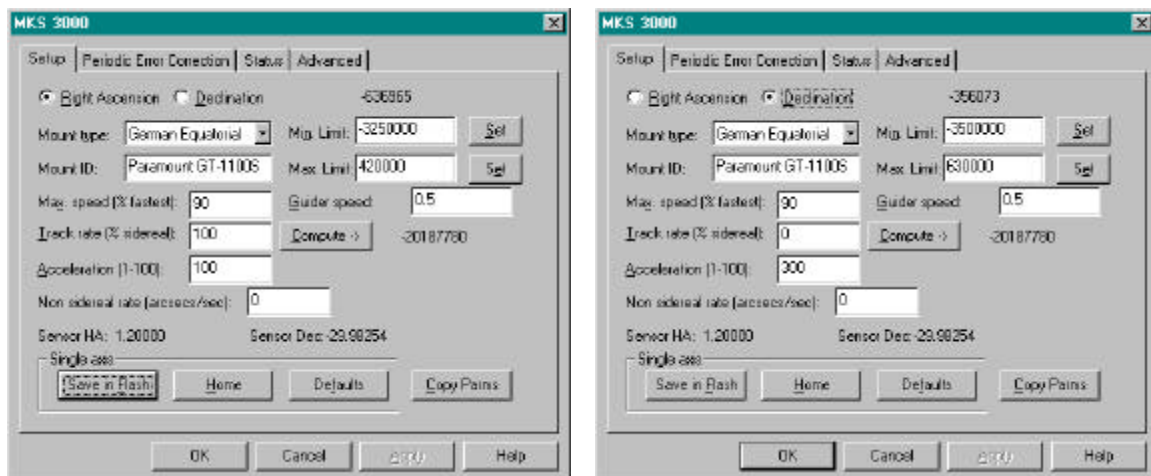 MKS 3000
Setup Periodic Error Correction Status Advanced
Right Ascension Declination -636965
Mount type: German Equatorial Min. Limit: -3250000 Set
Mount ID: Paramount GT-1100S Max. Limit: 420000 Set
Max. speed (% fastest): 90 Guider speed: 0.5
Track rate (% sidereal): 100 Compute -> -20187780
Acceleration (1-100): 100
Non sidereal rate (arcsecs/sec): 0
Sensor HA: 1.20000 Sensor Dec: -29.98254
Single axis
Save in Flash Home Defaults Copy Parms
OK Cancel Apply Help
MKS 3000
Setup Periodic Error Correction Status Advanced
Right Ascension Declination -356073
Mount type: German Equatorial Min. Limit: -3500000 Set
Mount ID: Paramount GT-1100S Max. Limit: 630000 Set
Max. speed (% fastest): 90 Guider speed: 0.5
Track rate (% sidereal): 0 Compute -> -20187780
Acceleration (1-100): 300
Non sidereal rate (arcsecs/sec): 0
Sensor HA: 1.20000 Sensor Dec: -29.98254
Single axis
Save in Flash Home Defaults Copy Parms
OK Cancel Apply Help